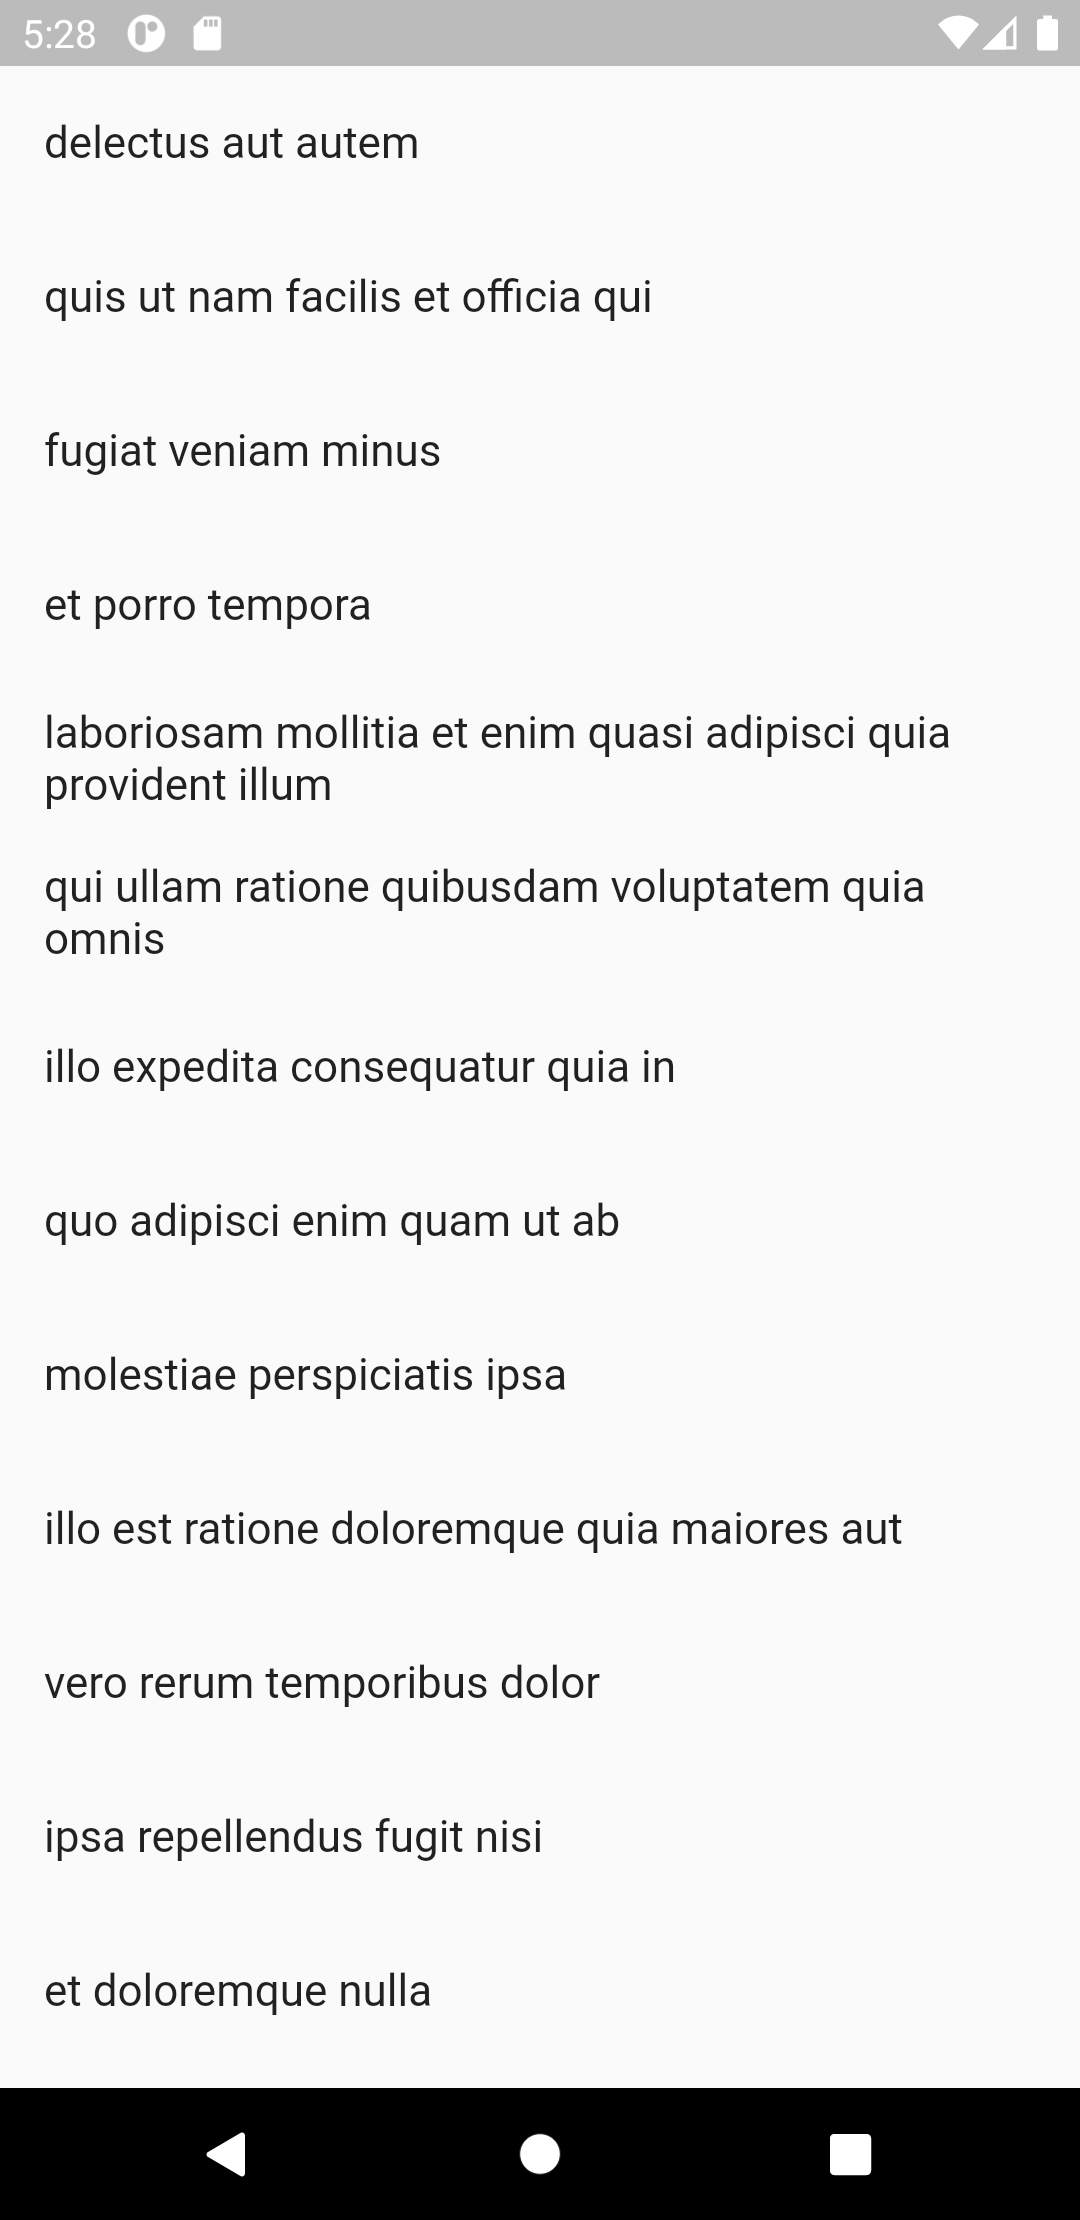 5:28
delectus aut autem
quis ut nam facilis et officia qui
fugiat veniam minus
et porro tempora
laboriosam mollitia et enim quasi adipisci quia
provident illum
qui ullam ratione quibusdam voluptatem quia
omnis
illo expedita consequatur quia in
quo adipisci enim quam ut ab
molestiae perspiciatis ipsa
illo est ratione doloremque quia maiores aut
vero rerum temporibus dolor
ipsa repellendus fugit nisi
et doloremque nulla